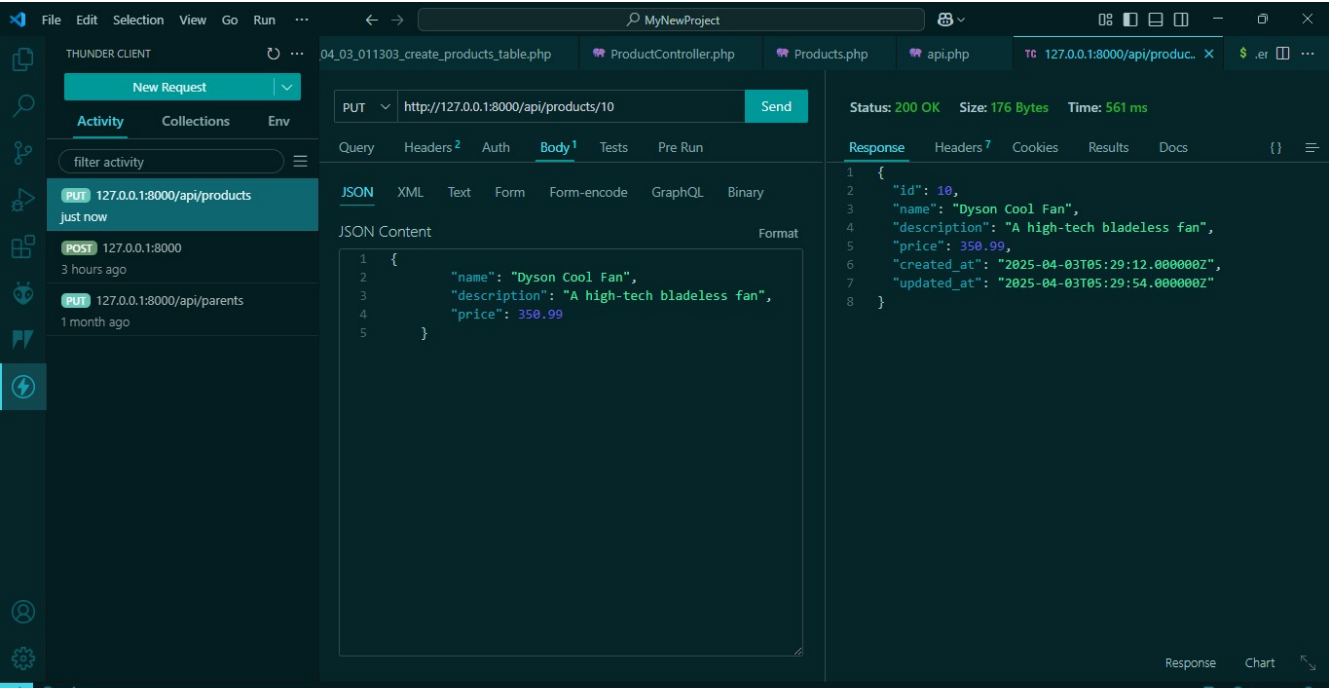 File Edit Selection View Go Run ··· MyNewProject
THUNDER CLIENT
New Request
Activity Collections Env
filter activity
PUT 127.0.0.1:8000/api/products
just now
POST 127.0.0.1:8000
3 hours ago
PUT 127.0.0.1:8000/api/parents
1 month ago
04_03_011303_create_products_table.php ProductController.php Products.php api.php TC 127.0.0.1:8000/api/produc... $ .er
PUT http://127.0.0.1:8000/api/products/10 Send
Query Headers 2 Auth Body 1 Tests Pre Run
JSON XML Text Form Form-encode GraphQL Binary
JSON Content Format
1 {
2 "name": "Dyson Cool Fan",
3 "description": "A high-tech bladeless fan",
4 "price": 350.99
5 }
Status: 200 OK Size: 176 Bytes Time: 561 ms
Response Headers 7 Cookies Results Docs {}
1 {
2 "id": 10,
3 "name": "Dyson Cool Fan",
4 "description": "A high-tech bladeless fan",
5 "price": 350.99,
6 "created_at": "2025-04-03T05:29:12.000000Z",
7 "updated_at": "2025-04-03T05:29:54.000000Z"
8 }
Response Chart